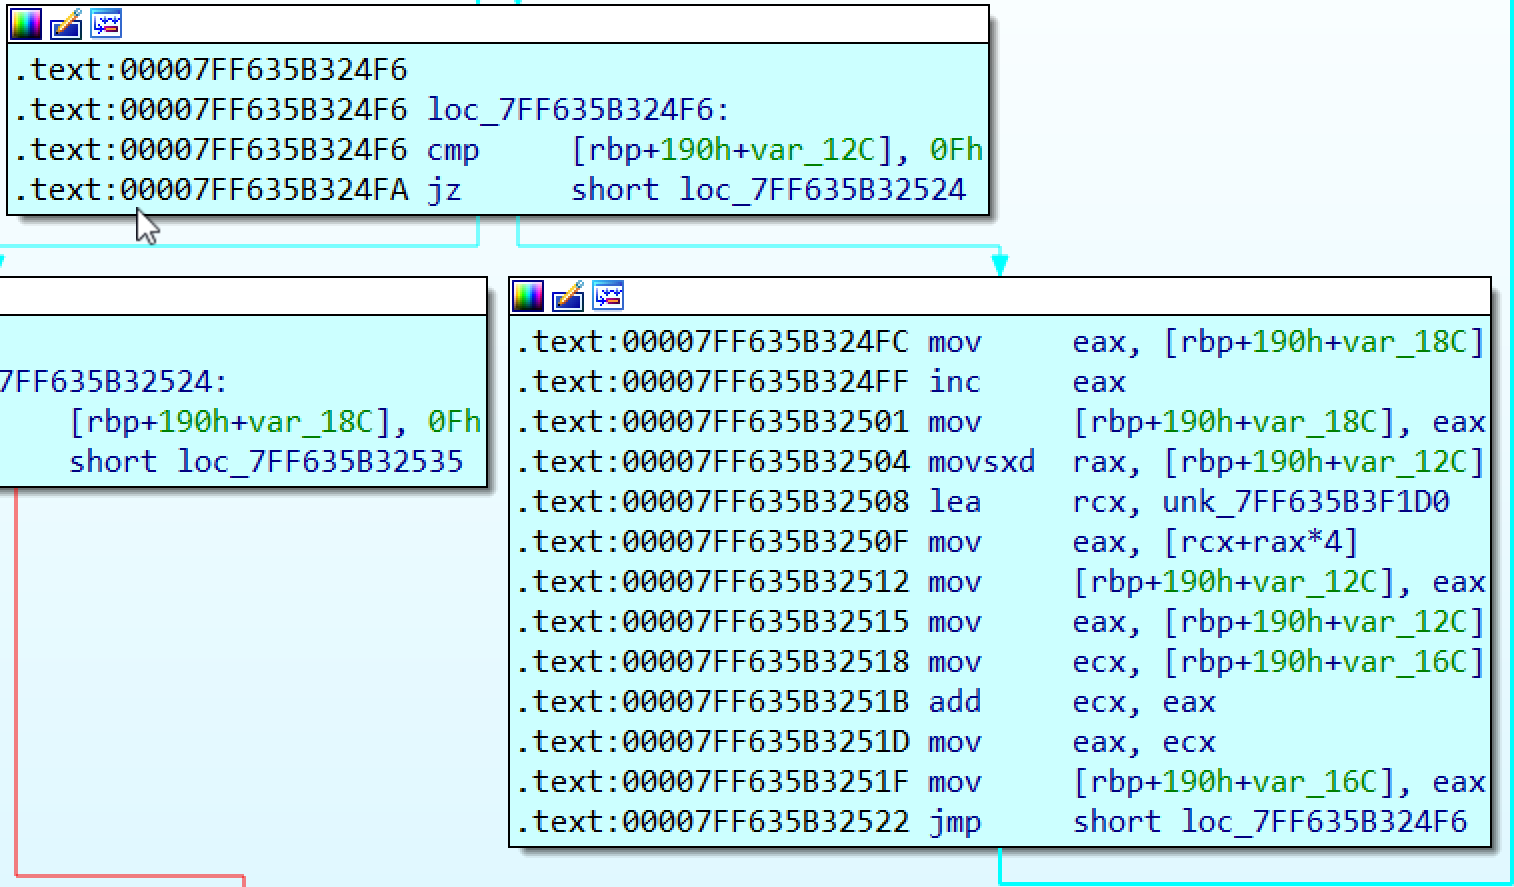 .text:00007FF635B324F6
.text:00007FF635B324F6 loc_7FF635B324F6:
.text:00007FF635B324F6 cmp [rbp+190h+var_12C], 0Fh
.text:00007FF635B324FA jz short loc_7FF635B32524
7FF635B32524:
[rbp+190h+var_18C], 0Fh
short loc_7FF635B32535
.text:00007FF635B324FC mov eax, [rbp+190h+var_18C]
.text:00007FF635B324FF inc eax
.text:00007FF635B32501 mov [rbp+190h+var_18C], eax
.text:00007FF635B32504 movsxd rax, [rbp+190h+var_12C]
.text:00007FF635B32508 lea rcx, unk_7FF635B3F1D0
.text:00007FF635B3250F mov eax, [rcx+rax*4]
.text:00007FF635B32512 mov [rbp+190h+var_12C], eax
.text:00007FF635B32515 mov eax, [rbp+190h+var_12C]
.text:00007FF635B32518 mov ecx, [rbp+190h+var_16C]
.text:00007FF635B3251B add ecx, eax
.text:00007FF635B3251D mov eax, ecx
.text:00007FF635B3251F mov [rbp+190h+var_16C], eax
.text:00007FF635B32522 jmp short loc_7FF635B324F6